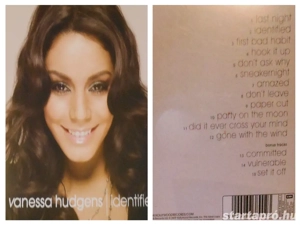 vanessa hudgens | identifie
last night
identified
first bad habit
hook it up
don't ask why
sneakernight
amazed
don't leave
paper cut
party on the moon
did it ever cross your mind
gone with the wind
committed
vulnerable
set it off
startapro.hu